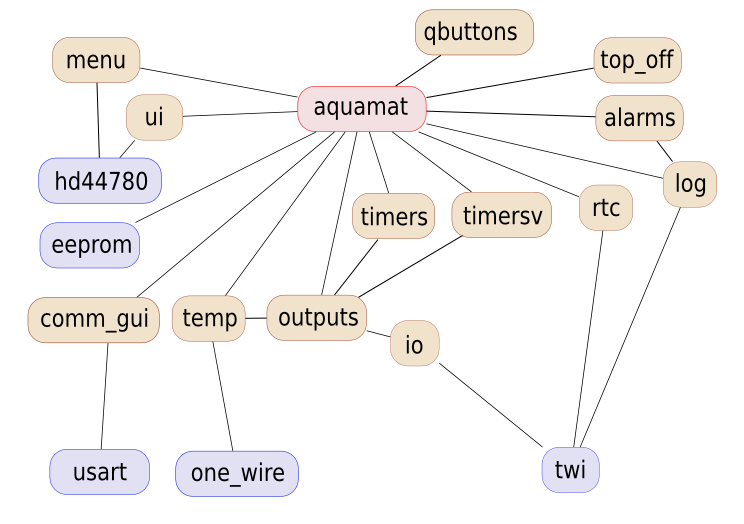 qbuttons
menu
top_off
aquamat
ui
alarms
hd44780
log
rtc
timers
timersv
eeprom
comm_gui
temp
outputs
io
usart
one_wire
twi